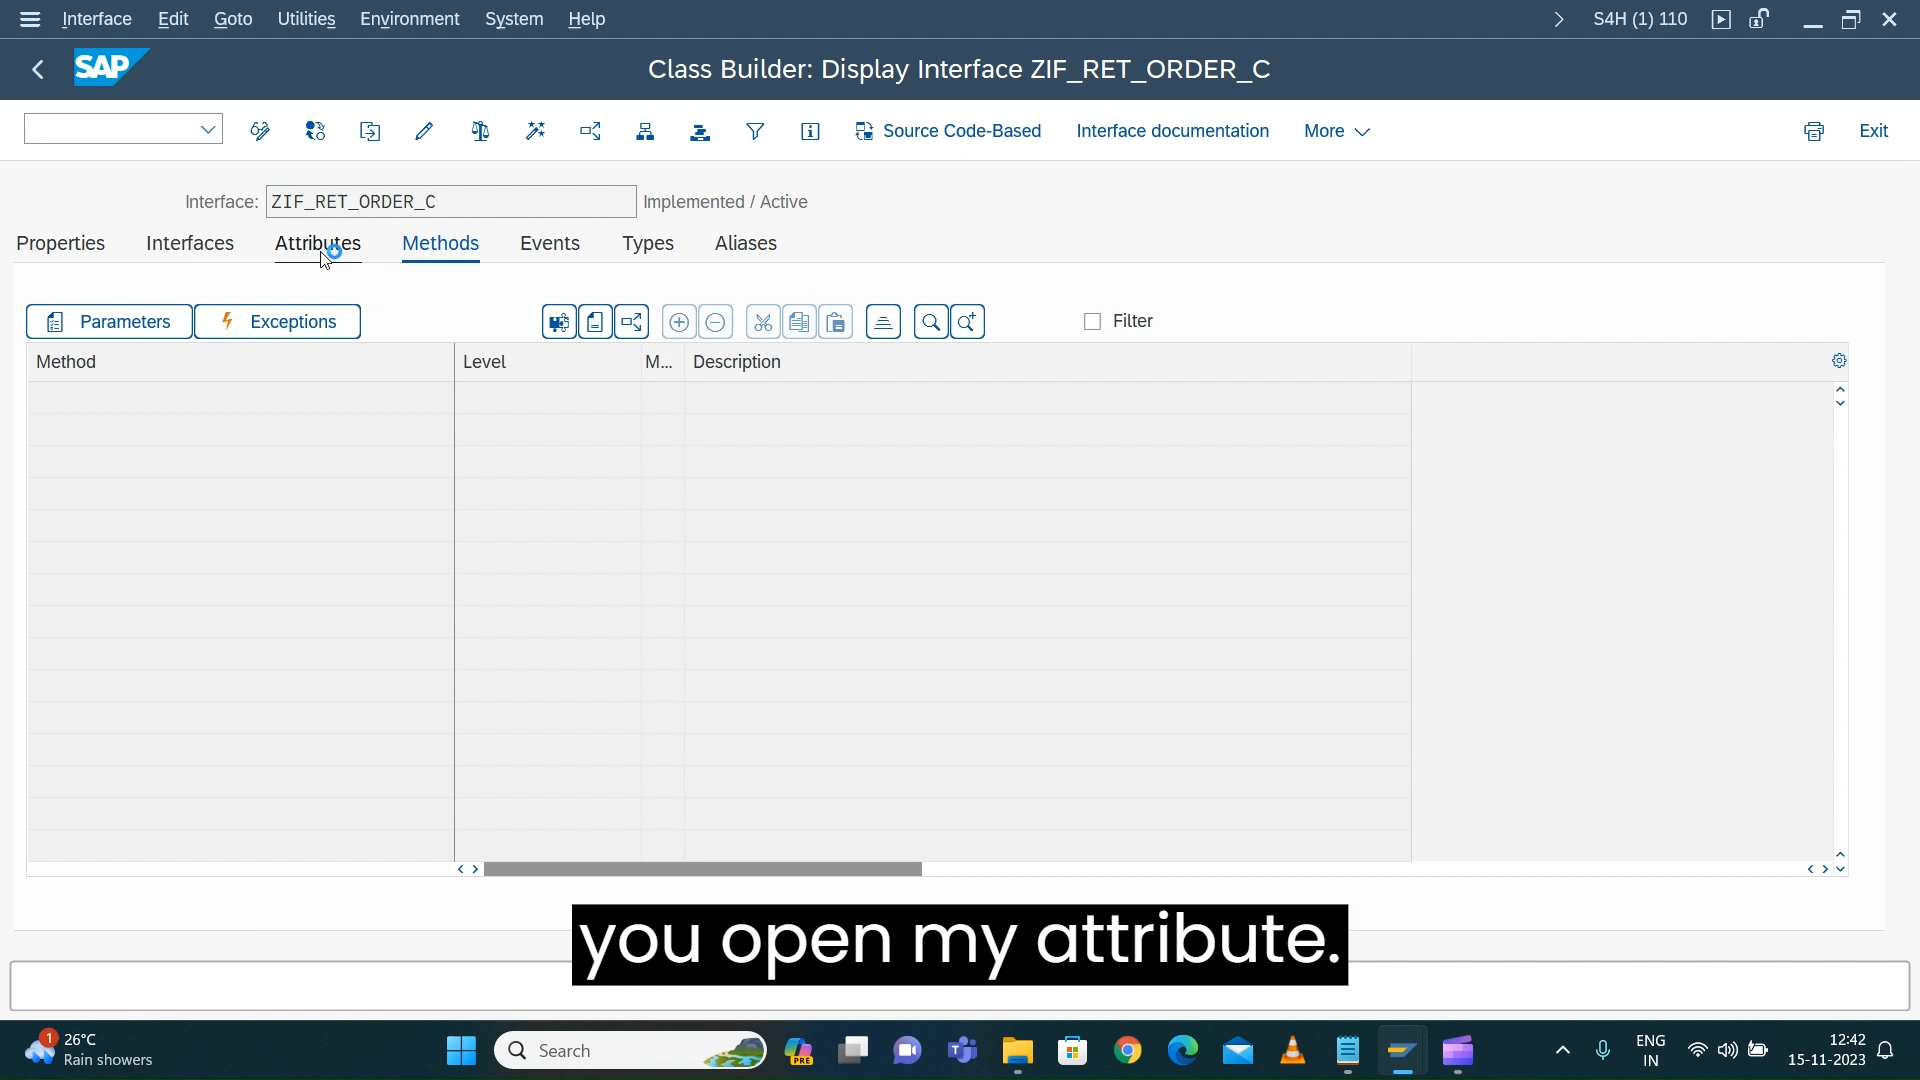 Interface Edit Goto Utilities Environment System Help S4H (1) 110
SAP Class Builder: Display Interface ZIF_RET_ORDER_C
Source Code-Based Interface documentation More Exit
Interface: ZIF_RET_ORDER_C Implemented / Active
Properties Interfaces Attributes Methods Events Types Aliases
Parameters Exceptions Filter
Method Level M... Description
you open my attribute.
1 26°C
Rain showers
Search
PRE
ENG
IN
12:42
15-11-2023